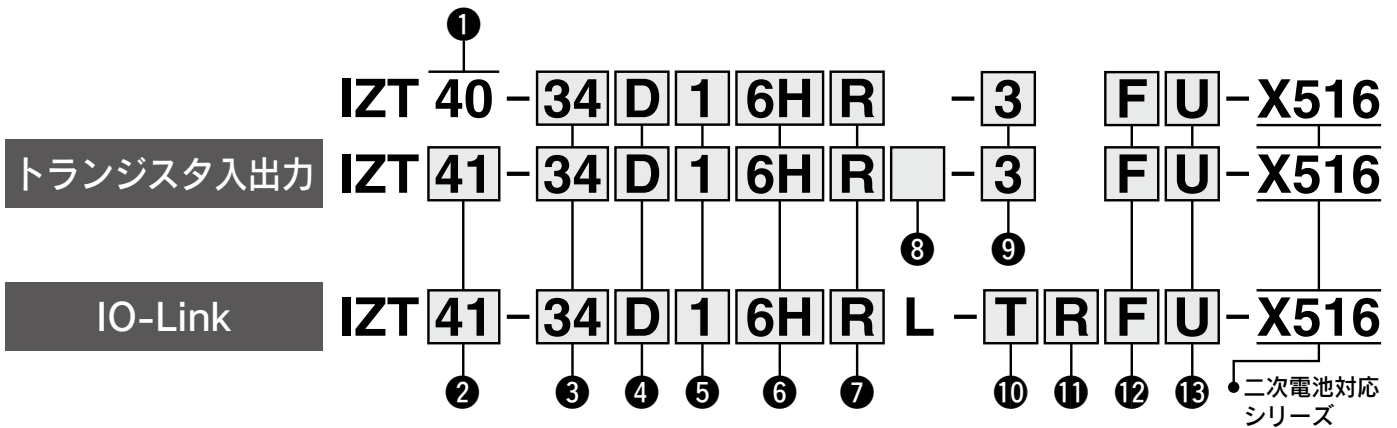 ❶
IZT 40-34 D 1 6H R -3 F U-X516
トランジスタ入出力 IZT 41-34 D 1 6H R -3 F U-X516
❽ ❾
IO-Link IZT 41-34 D 1 6H R L -T R F U-X516
❷ ❸ ❹ ❺ ❻ ❼ ❿ ⓫ ⓬ ⓭ ●二次電池対応
シリーズ